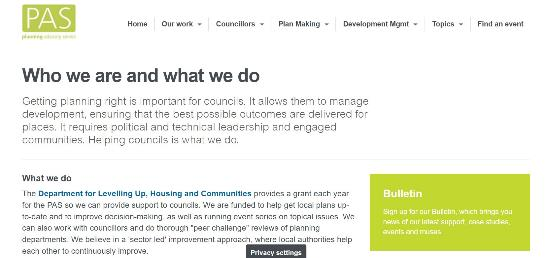 PAS
planning advisory service
Home Our work Councillors Plan Making Development Mgmt Topics Find an event
Who we are and what we do
Getting planning right is important for councils. It allows them to manage
development, ensuring that the best possible outcomes are delivered for
places. It requires political and technical leadership and engaged
communities. Helping councils is what we do.
What we do
The Department for Levelling Up, Housing and Communities provides a grant each year
for the PAS so we can provide support to councils. We are funded to help get local plans up-
to-date and to improve decision-making, as well as running event series on topical issues. We
can also work with councillors and do thorough "peer challenge" reviews of planning
departments. We believe in a 'sector led' improvement approach, where local authorities help
each other to continuously improve.
Bulletin
Sign up for our Bulletin, which brings you
news of our latest support, case studies,
events and muses
Privacy settings